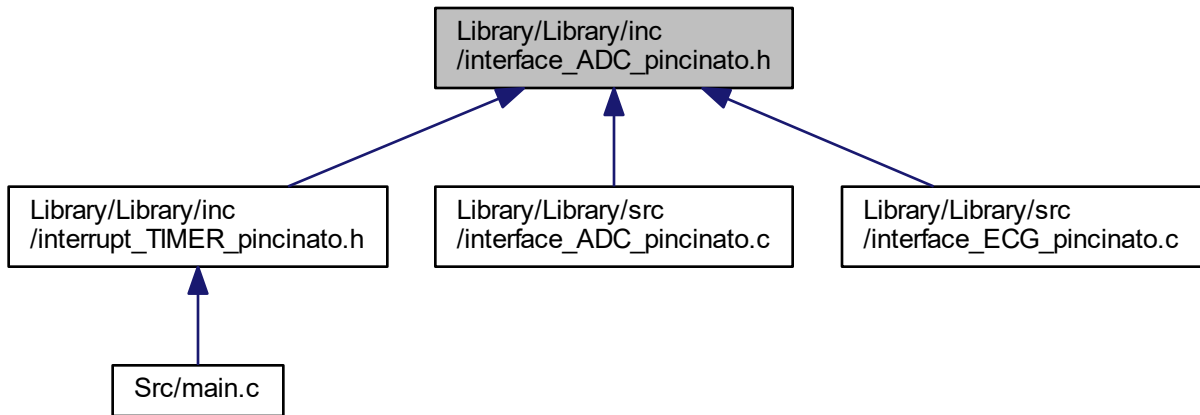 Library/Library/inc
/interface_ADC_pincinato.h
Library/Library/inc
/interrupt_TIMER_pincinato.h
Library/Library/src
/interface_ADC_pincinato.c
Library/Library/src
/interface_ECG_pincinato.c
Src/main.c